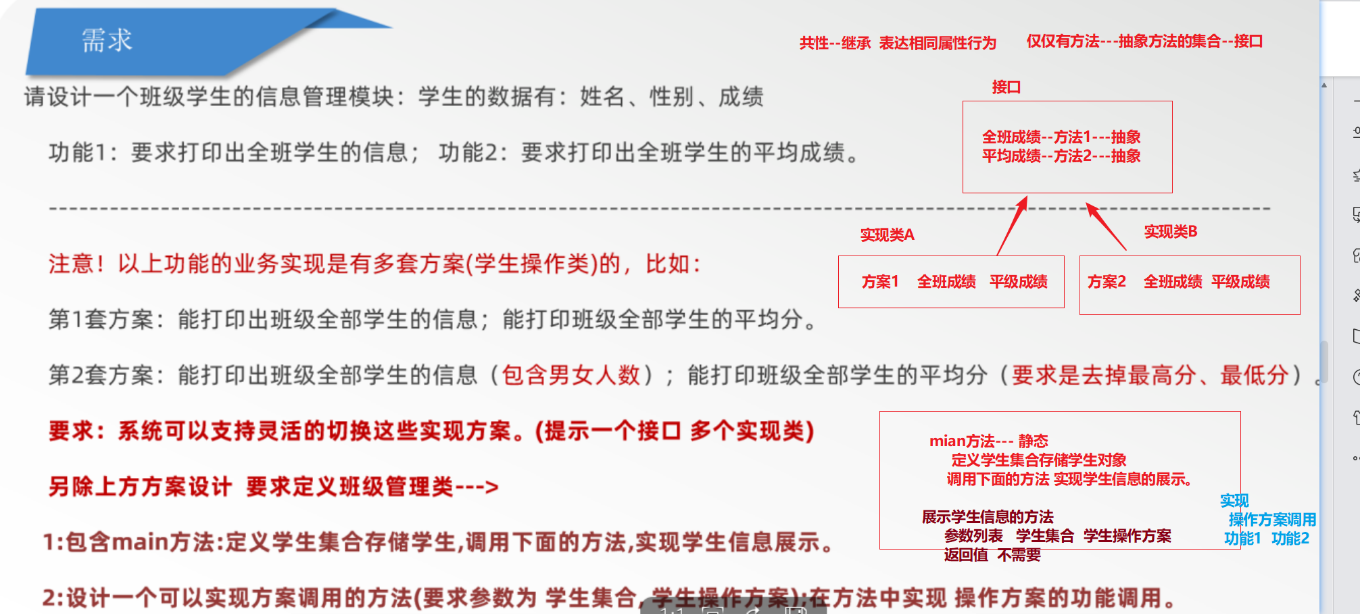 需求
共性--继承 表达相同属性行为
仅仅有方法---抽象方法的集合--接口
请设计一个班级学生的信息管理模块：学生的数据有：姓名、性别、成绩
功能1：要求打印出全班学生的信息； 功能2：要求打印出全班学生的平均成绩。
接口
全班成绩--方法1---抽象
平均成绩--方法2---抽象
实现类A
实现类B
方案1 全班成绩 平级成绩
方案2 全班成绩 平级成绩
注意！以上功能的业务实现是有多套方案(学生操作类)的，比如：
第1套方案：能打印出班级全部学生的信息；能打印班级全部学生的平均分。
第2套方案：能打印出班级全部学生的信息（包含男女人数）；能打印班级全部学生的平均分（要求是去掉最高分、最低分）。
要求：系统可以支持灵活的切换这些实现方案。(提示一个接口 多个实现类)
另除上方方案设计 要求定义班级管理类--->
1:包含main方法:定义学生集合存储学生,调用下面的方法,实现学生信息展示。
2:设计一个可以实现方案调用的方法(要求参数为 学生集合, 学生操作方案);在方法中实现 操作方案的功能调用。
mian方法--- 静态
定义学生集合存储学生对象
调用下面的方法 实现学生信息的展示。
展示学生信息的方法
参数列表 学生集合 学生操作方案
返回值 不需要
实现
操作方案调用
功能1 功能2
1:1